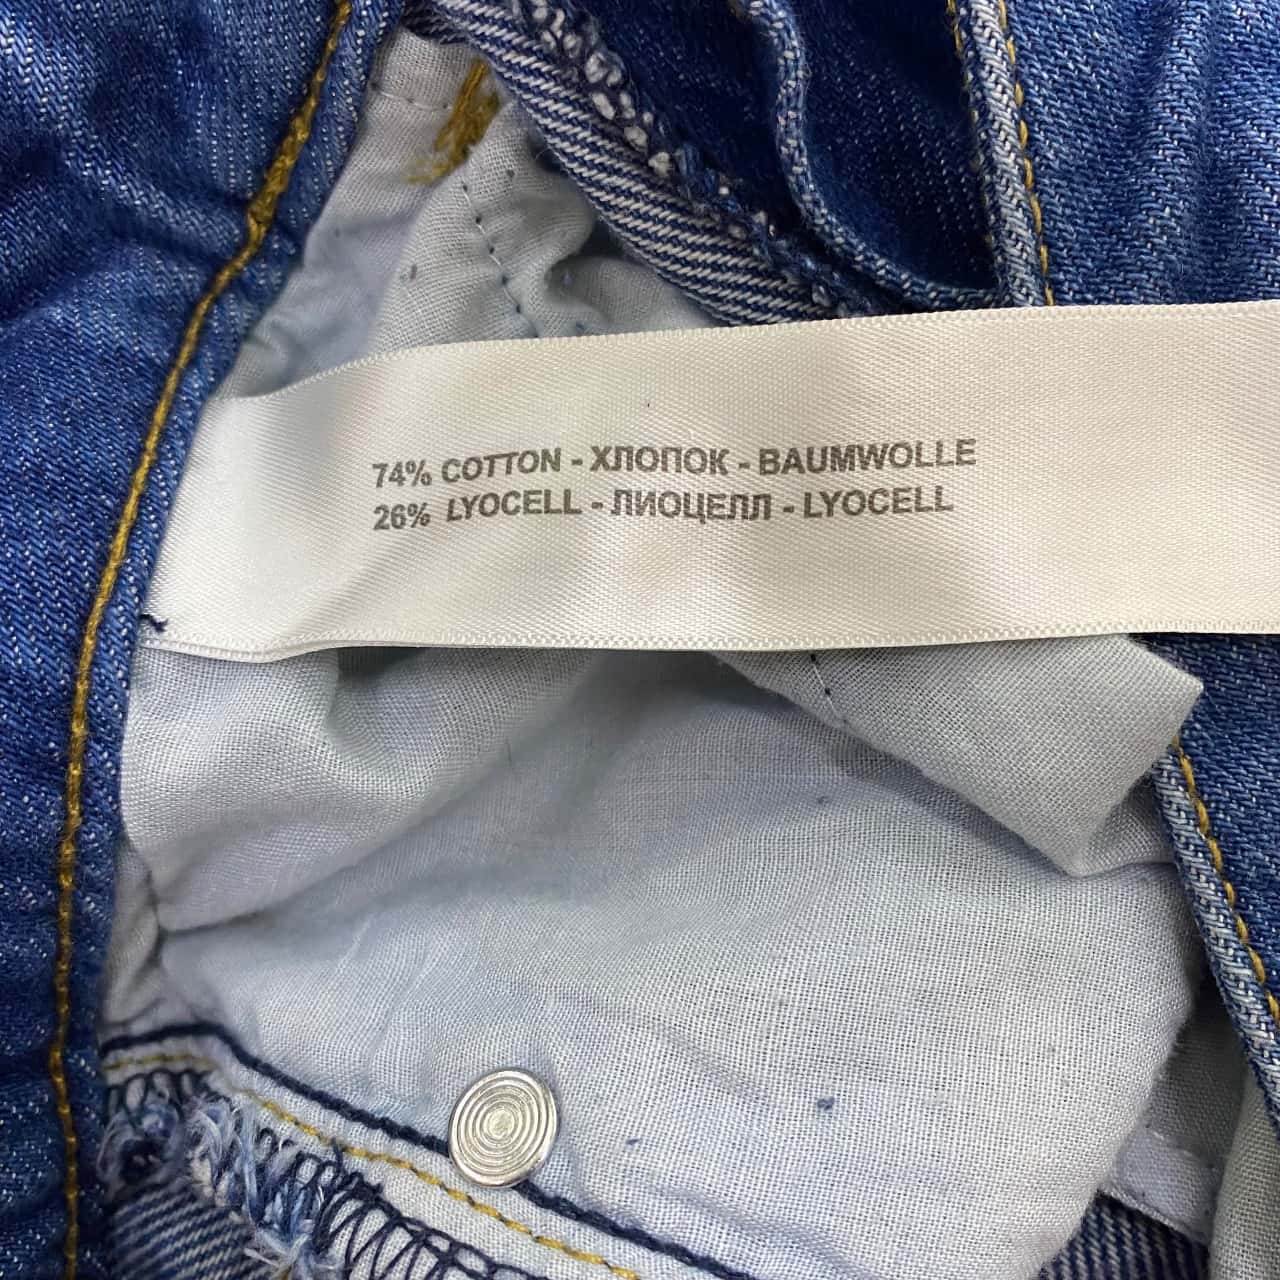 74% COTTON - ХЛОПОК - BAUMWOLLE
26% LYOCELL - ЛИОЦЕЛЛ - LYOCELL